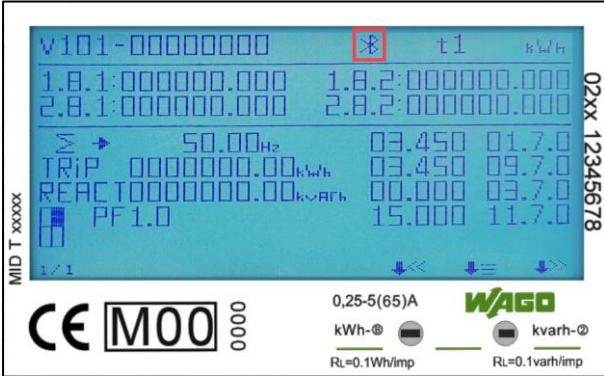 V101-00000000 t1 kWh
1.8.1:000000.000 1.8.2:000000.000
2.8.1:000000.000 2.8.2:000000.000
Σ 50.00Hz 03.450 01.7.0
TRiP 0000000.00kWh 03.450 09.7.0
REACT0000000.00kvarh 00.000 03.7.0
PF1.0 15.000 11.7.0
1/1 << >>
MID T xxxxx
02xx 12345678
CE M00 0000
0,25-5(65)A WAGO
kWh-⑩ kvarh-②
RL=0.1Wh/imp RL=0.1varh/imp